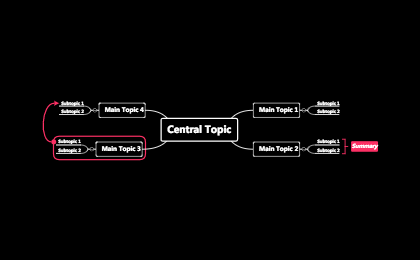 Subtopic 1
Main Topic 4
Subtopic 2
Main Topic 1
Subtopic 1
Subtopic 2
Central Topic
Subtopic 1
Main Topic 3
Subtopic 2
Main Topic 2
Subtopic 1
Subtopic 2
Summary